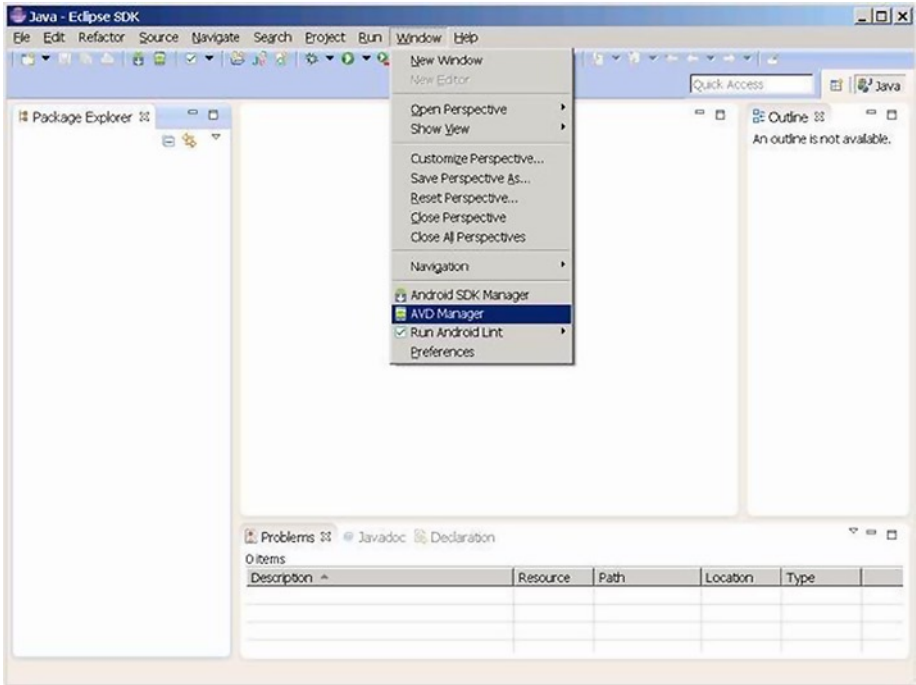 Java - Eclipse SDK
File Edit Refactor Source Navigate Search Project Run Window Help
Quick Access
Java
Package Explorer
New Window
New Editor
Open Perspective
Show View
Customize Perspective...
Save Perspective As...
Reset Perspective...
Close Perspective
Close All Perspectives
Navigation
Android SDK Manager
AVD Manager
Run Android Lint
Preferences
Outline
An outline is not available.
Problems Javadoc Declaration
0 items
Description Resource Path Location Type